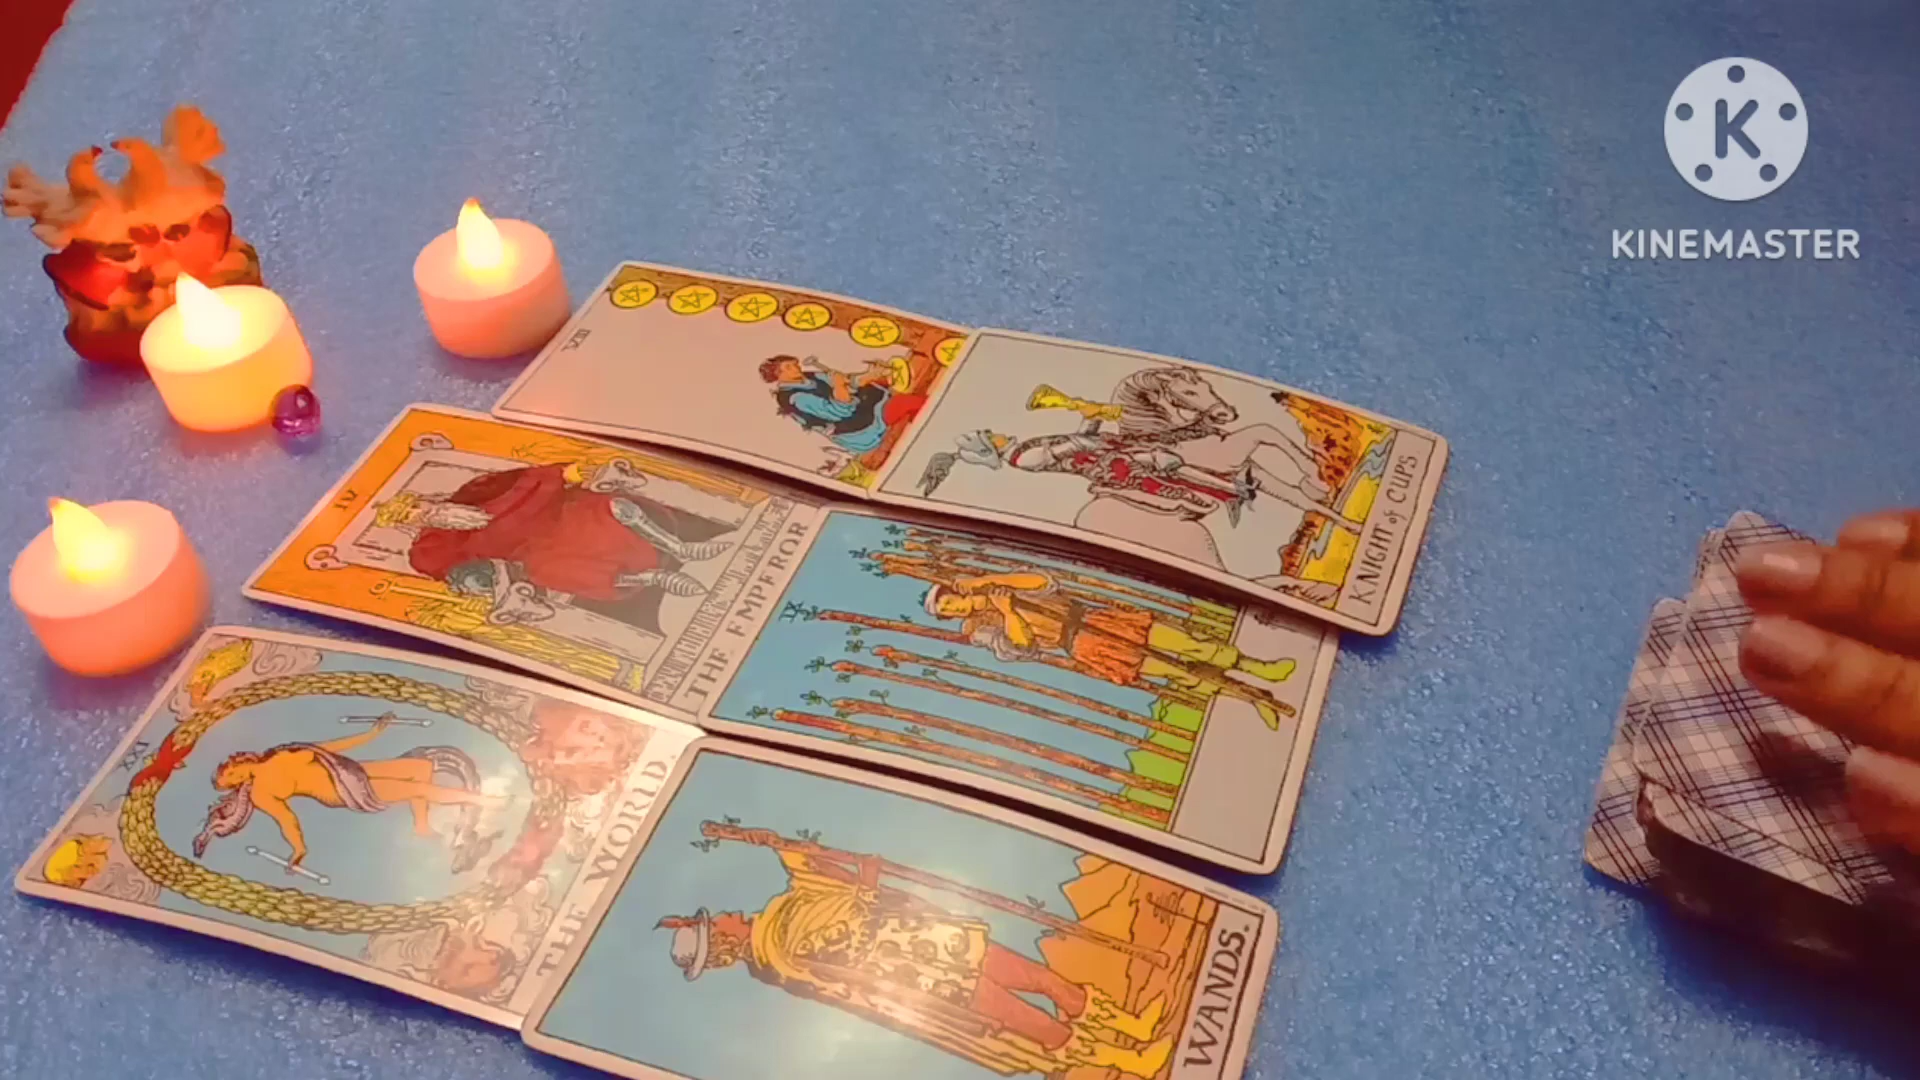 K
KINEMASTER
VIII
KNIGHT of CUPS
IV
THE EMPEROR
IX
XXI
THE WORLD.
WANDS.